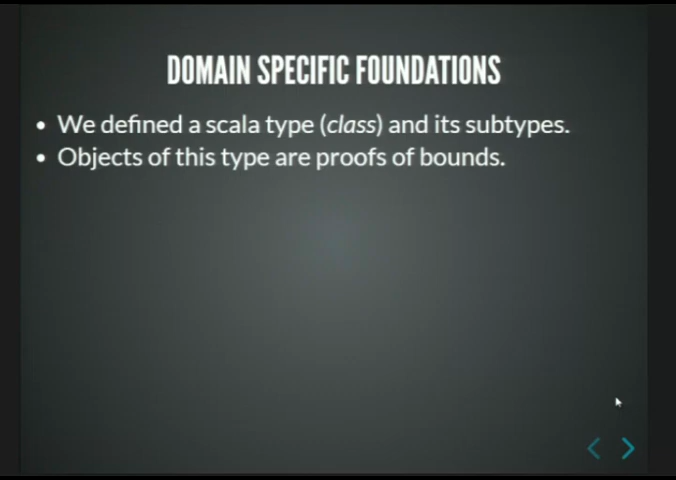 DOMAIN SPECIFIC FOUNDATIONS
• We defined a scala type (class) and its subtypes.
• Objects of this type are proofs of bounds.